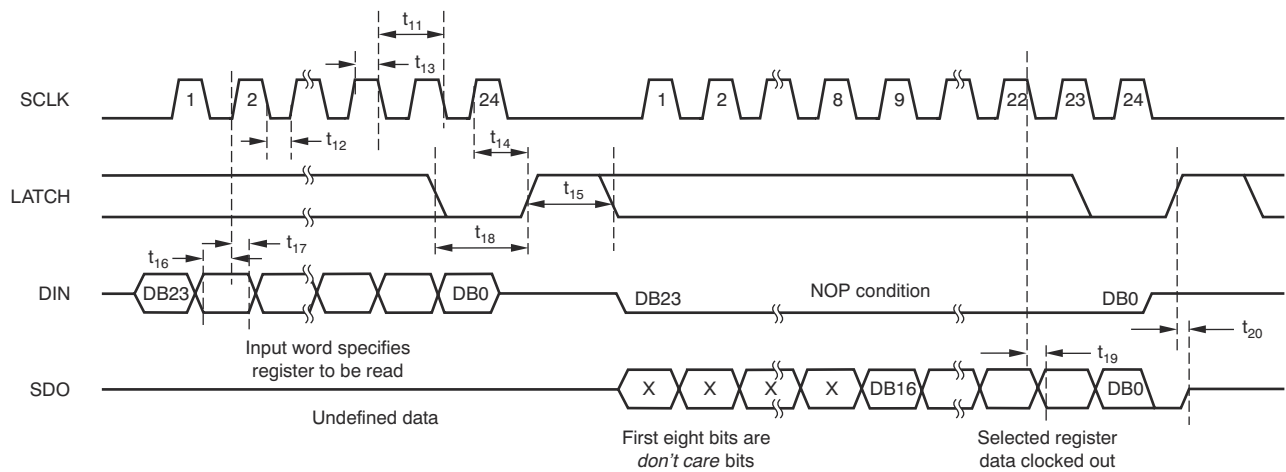 t11
SCLK
1
2
24
1
2
8
9
22
23
24
t13
t12
t14
LATCH
t15
t18
t16
t17
DIN
DB23
DB0
DB23
NOP condition
DB0
t20
Input word specifies
register to be read
t19
SDO
X
X
X
X
DB16
DB0
Undefined data
First eight bits are
don't care bits
Selected register
data clocked out